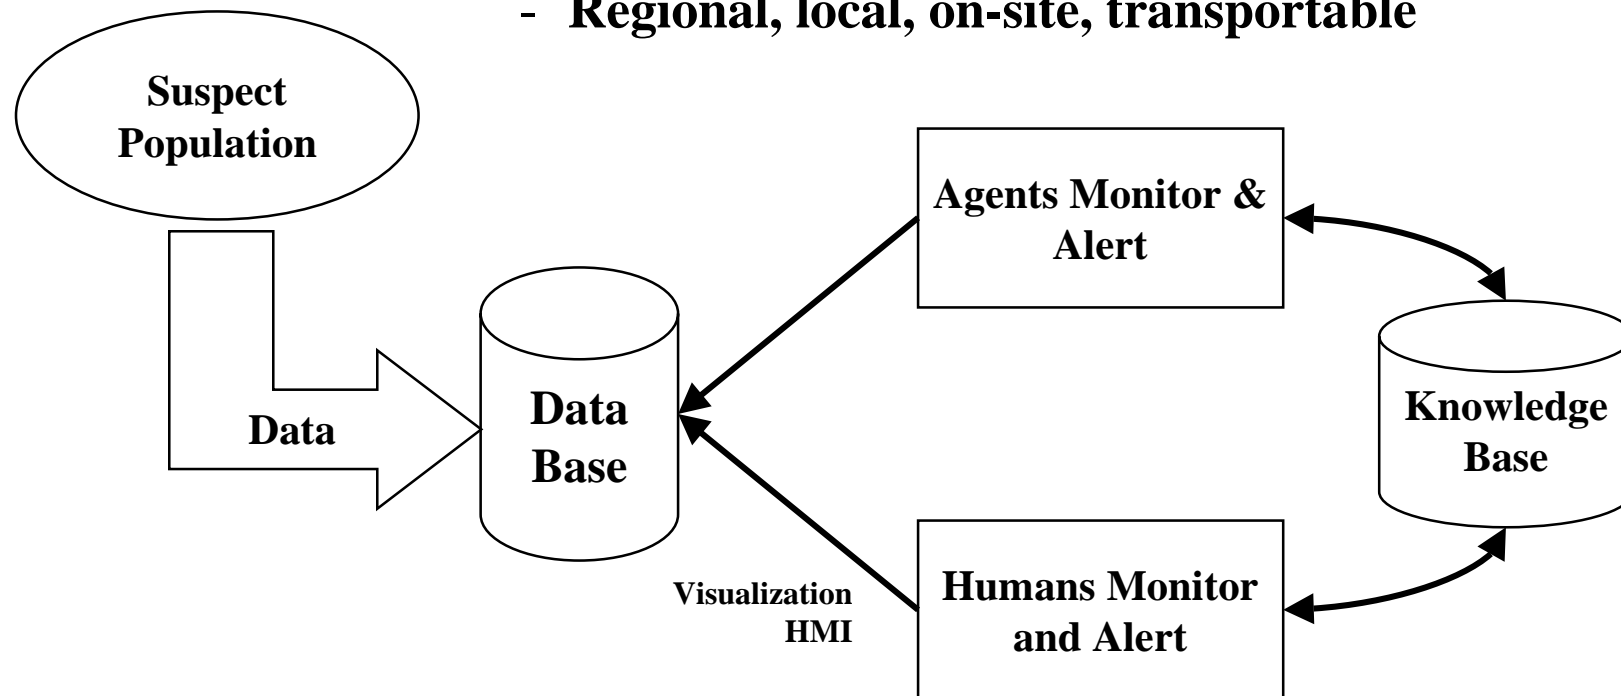 - Regional, local, on-site, transportable
Suspect
Population
Agents Monitor &
Alert
Data
Base
Data
Knowledge
Base
Visualization
HMI
Humans Monitor
and Alert